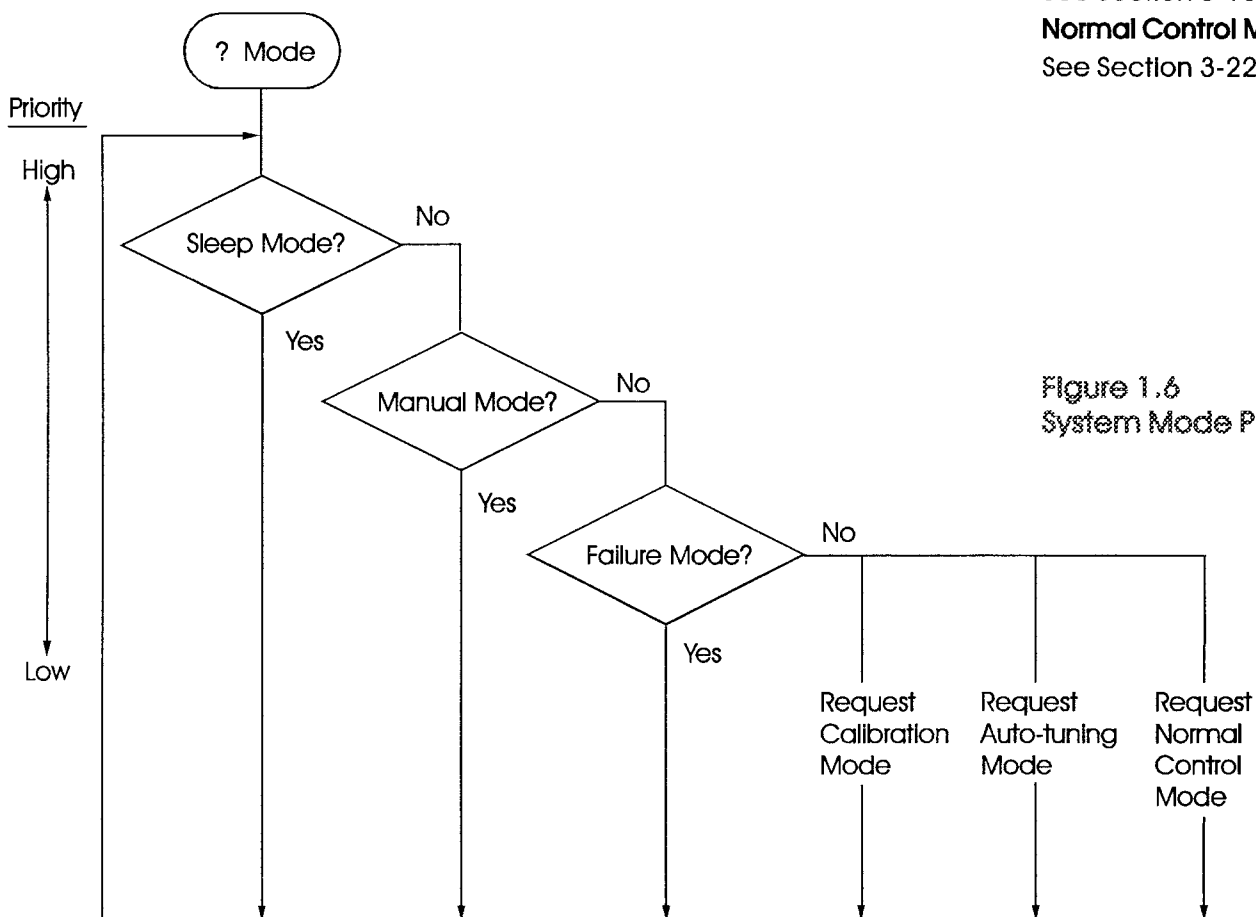 Normal Control M
See Section 3-22
? Mode
Priority
High
Low
Sleep Mode?
No
Yes
Manual Mode?
No
Yes
Figure 1.6
System Mode P
Failure Mode?
No
Yes
Request
Calibration
Mode
Request
Auto-tuning
Mode
Request
Normal
Control
Mode